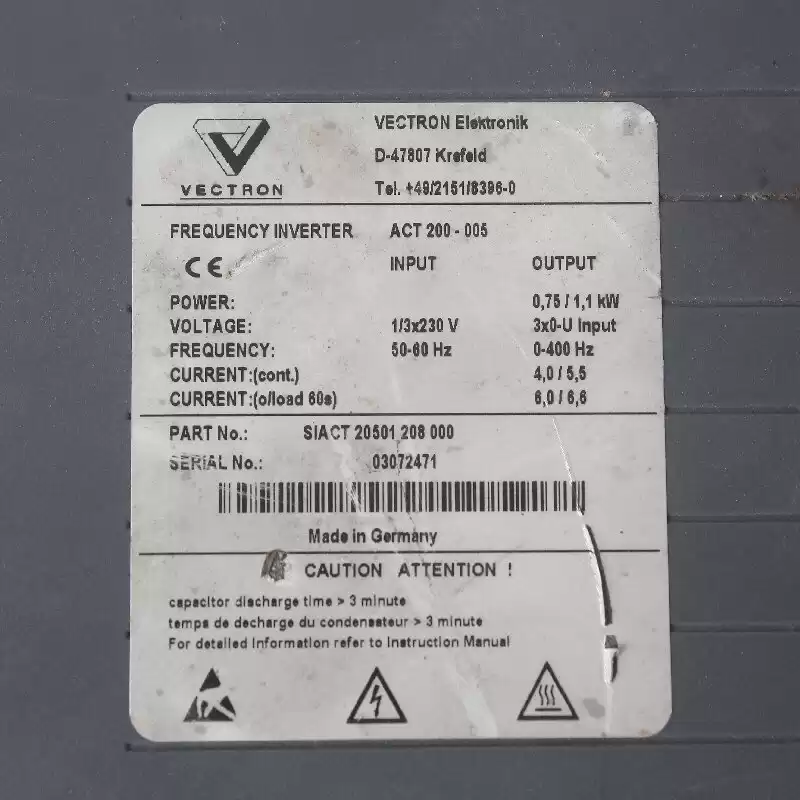 VECTRON
VECTRON Elektronik
D-47807 Krefeld
Tel. +49/2151/8396-0
FREQUENCY INVERTER ACT 200 - 005
CE INPUT OUTPUT
POWER: 0,75 / 1,1 kW
VOLTAGE: 1/3x230 V 3x0-U Input
FREQUENCY: 50-60 Hz 0-400 Hz
CURRENT:(cont.) 4,0 / 5,5
CURRENT:(o/load 60s) 6,0 / 6,6
PART No.: SIACT 20501 208 000
SERIAL No.: 03072471
Made in Germany
CAUTION ATTENTION !
capacitor discharge time > 3 minute
temps de decharge du condensateur > 3 minute
For detailed Information refer to Instruction Manual